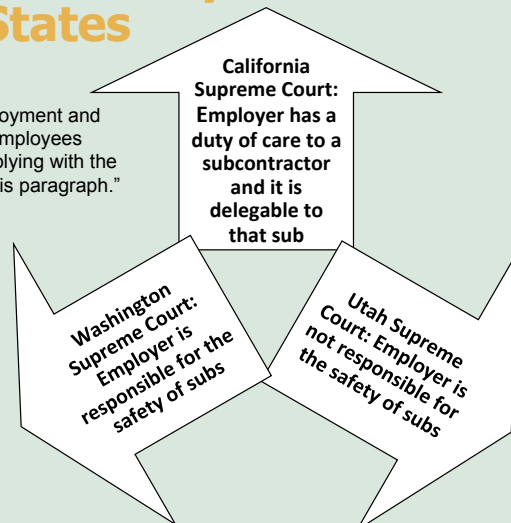 States
California
Supreme Court:
Employer has a
duty of care to a
subcontractor
and it is
delegable to
that sub
oyment and
mployees
plying with the
is paragraph.”
Washington
Supreme Court:
Employer is
responsible for the
safety of subs
Utah Supreme
Court: Employer is
not responsible for
the safety of subs